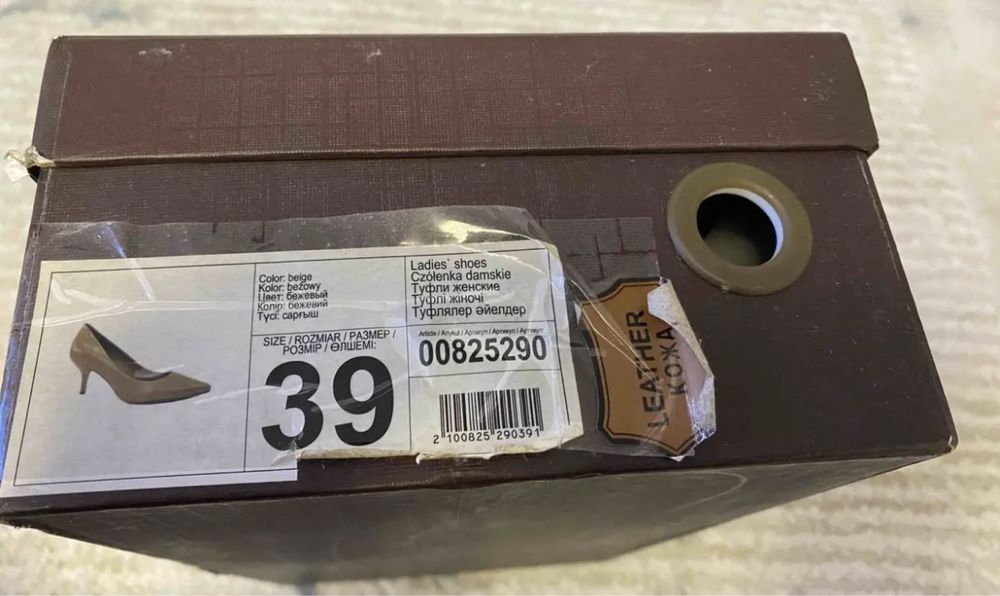 Color: beige
Kolor: beżowy
Цвет: бежевый
Колір: бежевий
Түсі: сарғыш
SIZE / ROZMIAR / РАЗМЕР /
РОЗМІР / ӨЛШЕМІ:
39
Ladies' shoes
Czółenka damskie
Туфли женские
Туфлі жіночі
Туфлялер әйелдер
Article / Artykuł / Артикул / Артикул / Артикул:
00825290
2 100825 290391
LEATHER
КОЖА